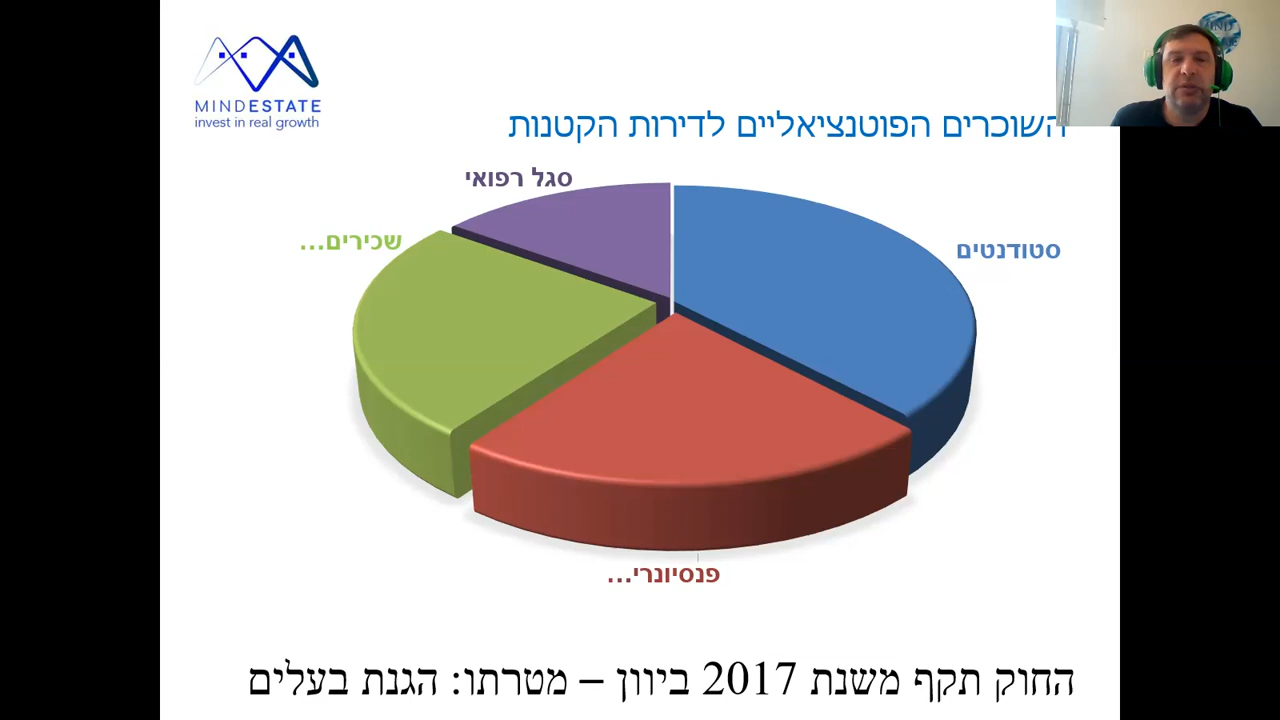 MINDESTATE
invest in real growth
השוכרים הפוטנציאליים לדירות הקטנות
סגל רפואי
שכירים...
סטודנטים
פנסיונרי...
החוק תקף משנת 2017 ביוון – מטרתו: הגנת בעלים